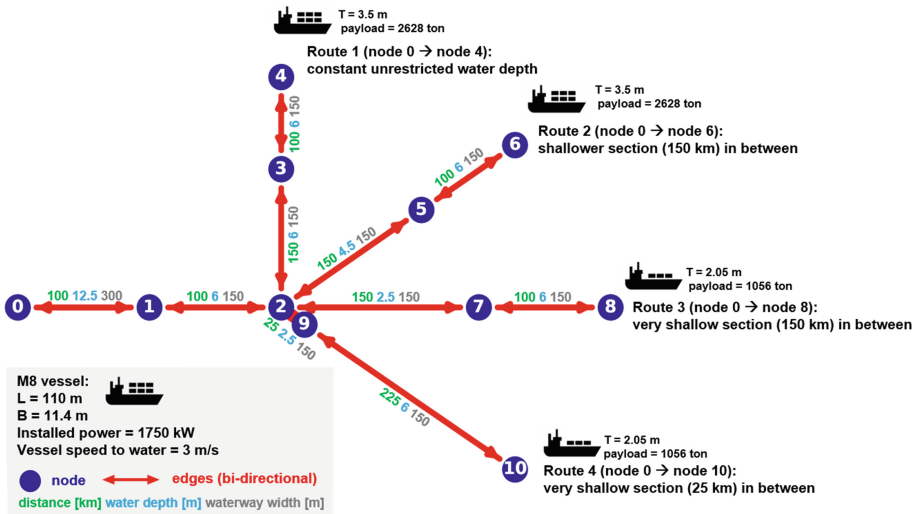 T = 3.5 m
payload = 2628 ton
Route 1 (node 0 → node 4):
constant unrestricted water depth
4
100 6 150
3
150 6 150
T = 3.5 m
payload = 2628 ton
Route 2 (node 0 → node 6):
shallower section (150 km) in between
6
100 6 150
5
150 4.5 150
0
100 12.5 300
1
100 6 150
2
150 2.5 150
7
100 6 150
8
T = 2.05 m
payload = 1056 ton
Route 3 (node 0 → node 8):
very shallow section (150 km) in between
9
25 2.5 150
225 6 150
10
T = 2.05 m
payload = 1056 ton
Route 4 (node 0 → node 10):
very shallow section (25 km) in between
M8 vessel:
L = 110 m
B = 11.4 m
Installed power = 1750 kW
Vessel speed to water = 3 m/s
node
edges (bi-directional)
distance [km] water depth [m] waterway width [m]